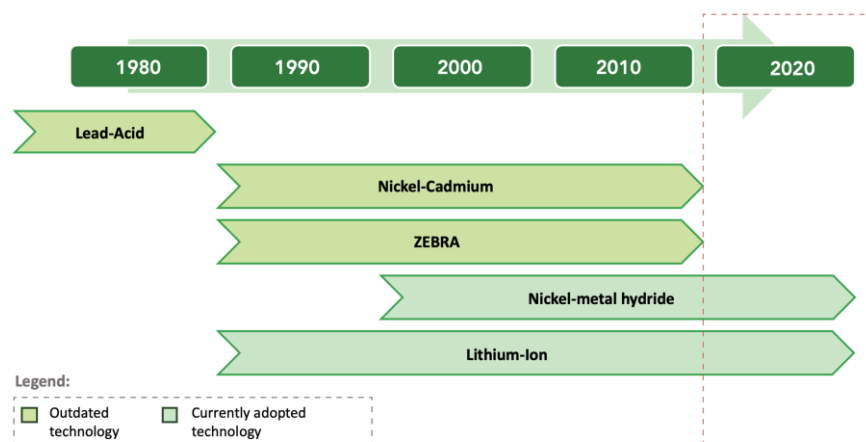 1980 1990 2000 2010 2020
Lead-Acid
Nickel-Cadmium
ZEBRA
Nickel-metal hydride
Lithium-Ion
Legend:
Outdated
technology
Currently adopted
technology